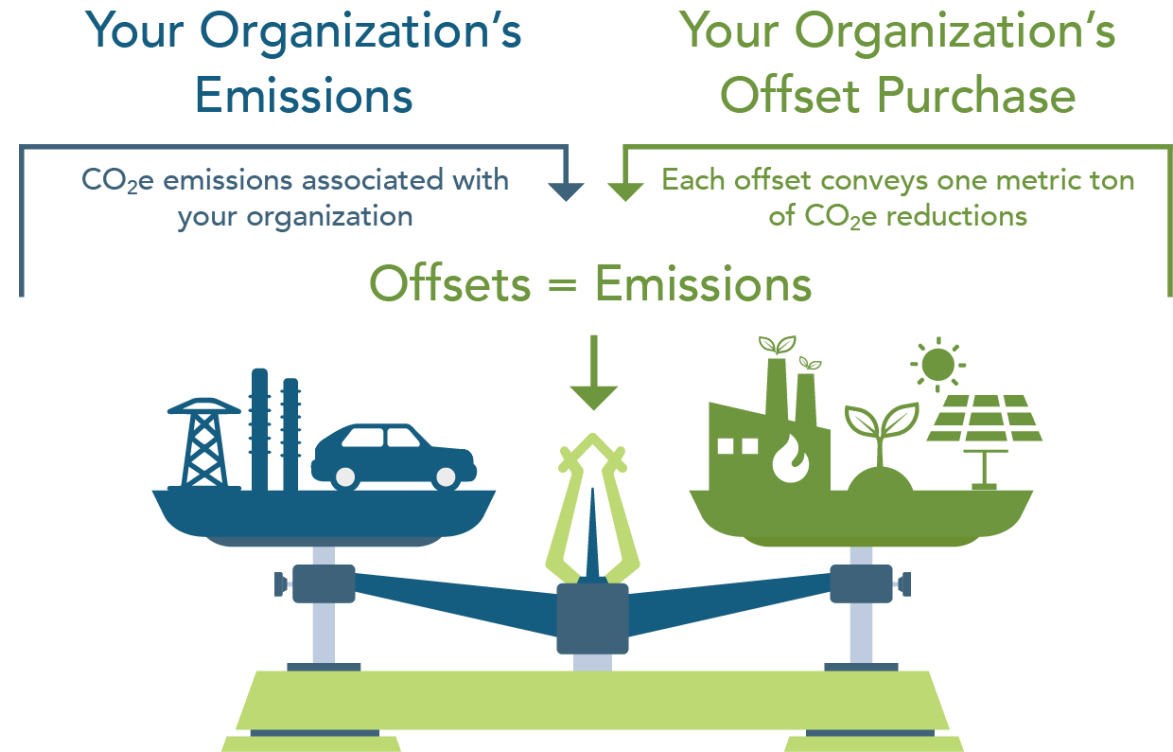 Your Organization’s
Emissions
CO₂e emissions associated with
your organization
Your Organization’s
Offset Purchase
Each offset conveys one metric ton
of CO₂e reductions
Offsets = Emissions